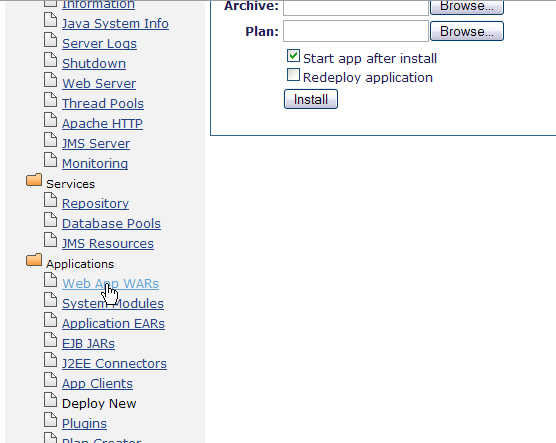 Information
Java System Info
Server Logs
Shutdown
Web Server
Thread Pools
Apache HTTP
JMS Server
Monitoring
Services
Repository
Database Pools
JMS Resources
Applications
Web App WARs
System Modules
Application EARs
EJB JARs
J2EE Connectors
App Clients
Deploy New
Plugins
Plan Creator
Archive: Browse...
Plan: Browse...
Start app after install
Redeploy application
Install